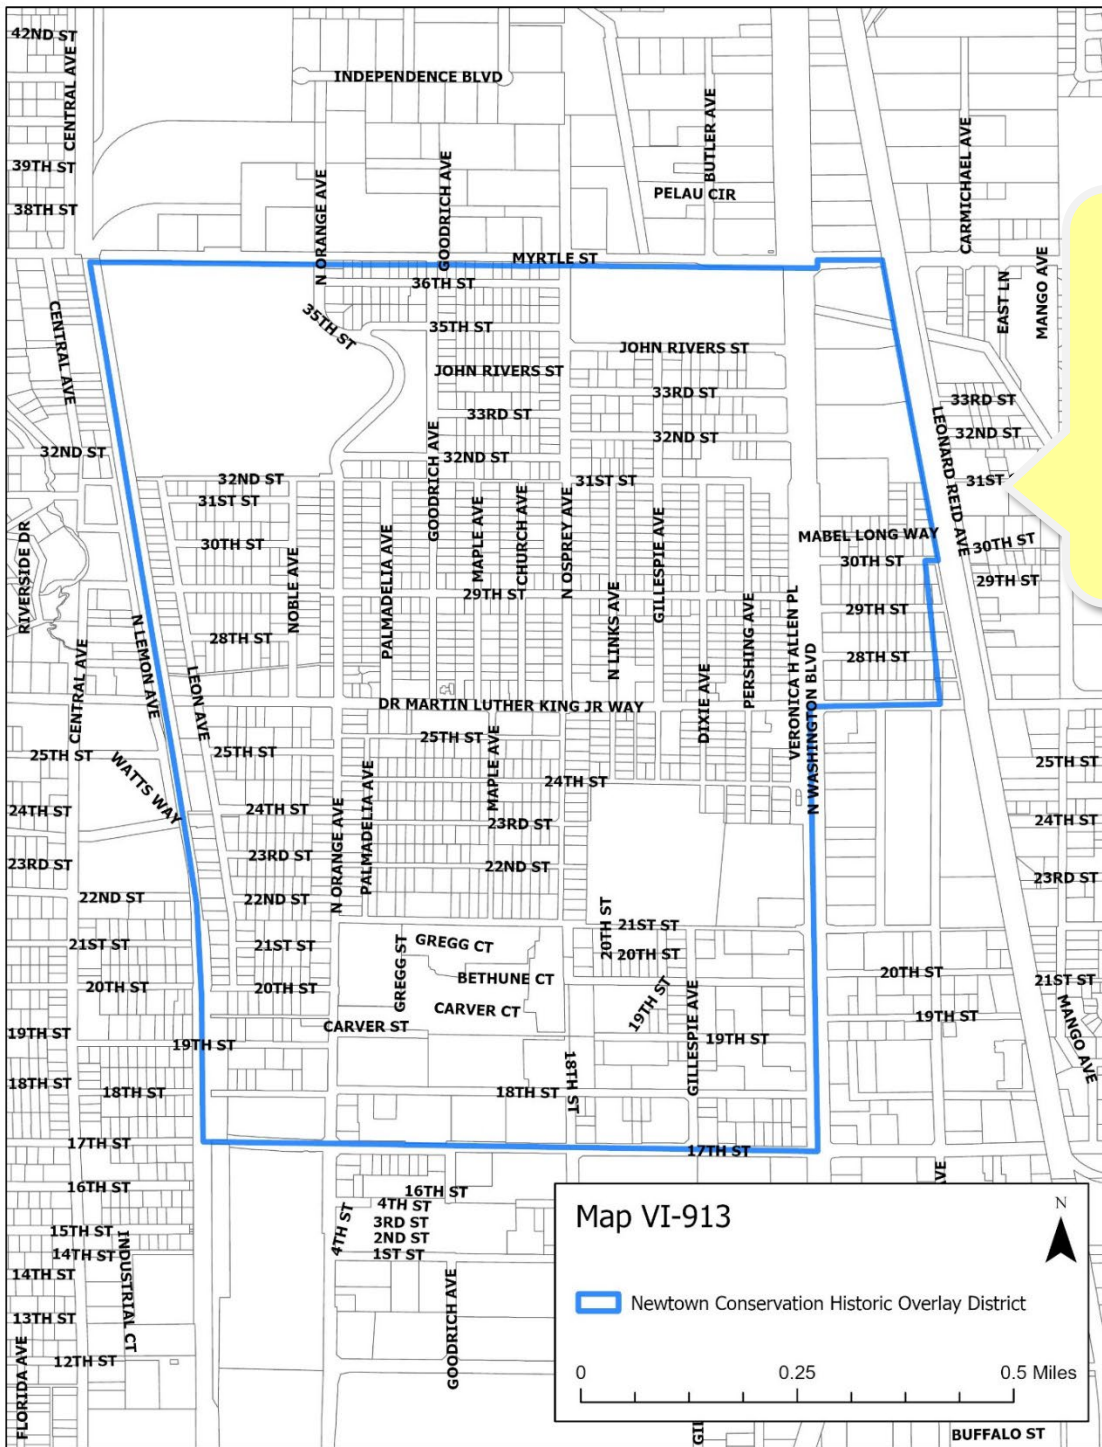 42ND ST
CENTRAL AVE
INDEPENDENCE BLVD
BUTLER AVE
CARMICHAEL AVE
39TH ST
38TH ST
N ORANGE AVE
GOODRICH AVE
PELAU CIR
MYRTLE ST
36TH ST
EAST LN
MANGO AVE
CENTRAL AVE
35TH ST
35TH ST
JOHN RIVERS ST
JOHN RIVERS ST
33RD ST
33RD ST
33RD ST
LEONARD REID AVE
32ND ST
32ND ST
32ND ST
32ND ST
32ND ST
GOODRICH AVE
31ST ST
31ST
31ST ST
RIVERSIDE DR
30TH ST
NOBLE AVE
PALMADELIA AVE
MAPLE AVE
CHURCH AVE
N OSPREY AVE
GILLESPIE AVE
MABEL LONG WAY
30TH ST
30TH ST
29TH ST
29TH ST
29TH ST
N LINKS AVE
PERSHING AVE
VERONICA H ALLEN PL
N WASHINGTON BLVD
28TH ST
28TH ST
CENTRAL AVE
N LEMON AVE
LEON AVE
DIXIE AVE
DR MARTIN LUTHER KING JR WAY
25TH ST
25TH ST
25TH ST
25TH ST
WATTS WAY
MAPLE AVE
24TH ST
24TH ST
24TH ST
24TH ST
N ORANGE AVE
PALMADELIA AVE
23RD ST
23RD ST
23RD ST
23RD ST
22ND ST
22ND ST
22ND ST
21ST ST
21ST ST
GREGG ST
GREGG CT
20TH ST
21ST ST
20TH ST
20TH ST
20TH ST
BETHUNE CT
20TH ST
21ST ST
CARVER CT
19TH ST
GILLESPIE AVE
19TH ST
MANGO AVE
19TH ST
19TH ST
CARVER ST
19TH ST
18TH ST
18TH ST
18TH ST
18TH ST
17TH ST
17TH ST
16TH ST
16TH ST
4TH ST
4TH ST
3RD ST
2ND ST
1ST ST
15TH ST
14TH ST
14TH ST
INDUSTRIAL CT
GOODRICH AVE
13TH ST
12TH ST
FLORIDA AVE
AVE
Map VI-913
N
Newtown Conservation Historic Overlay District
0 0.25 0.5 Miles
BUFFALO ST